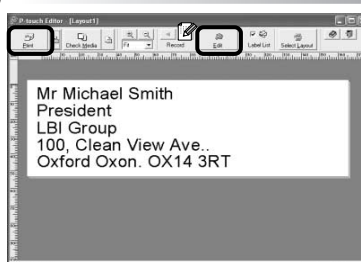 P-touch Editor - [Layout1]
Print Check Media Fit Record Edit Label List Select Layout
Mr Michael Smith
President
LBI Group
100, Clean View Ave..
Oxford Oxon. OX14 3RT